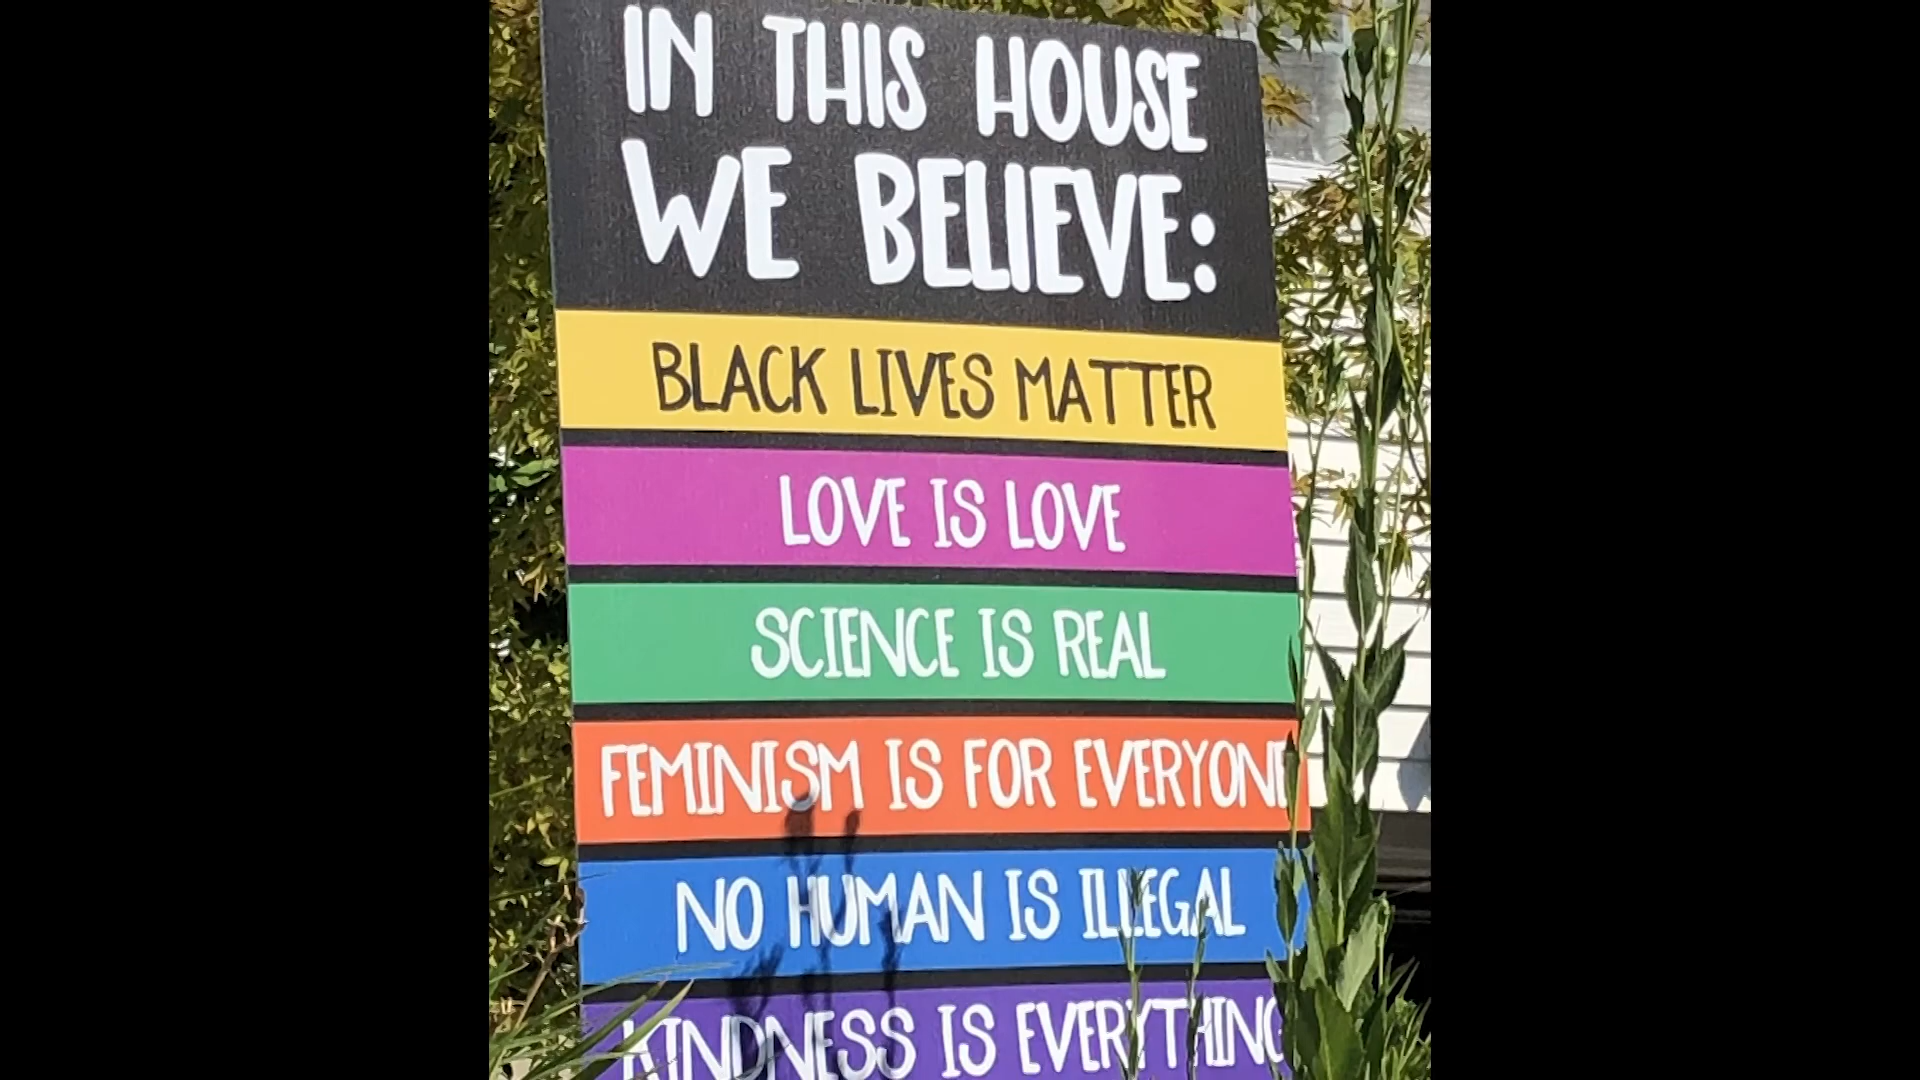 IN THIS HOUSE
WE BELIEVE:
BLACK LIVES MATTER
LOVE IS LOVE
SCIENCE IS REAL
FEMINISM IS FOR EVERYONE
NO HUMAN IS ILLEGAL
KINDNESS IS EVERYTHING